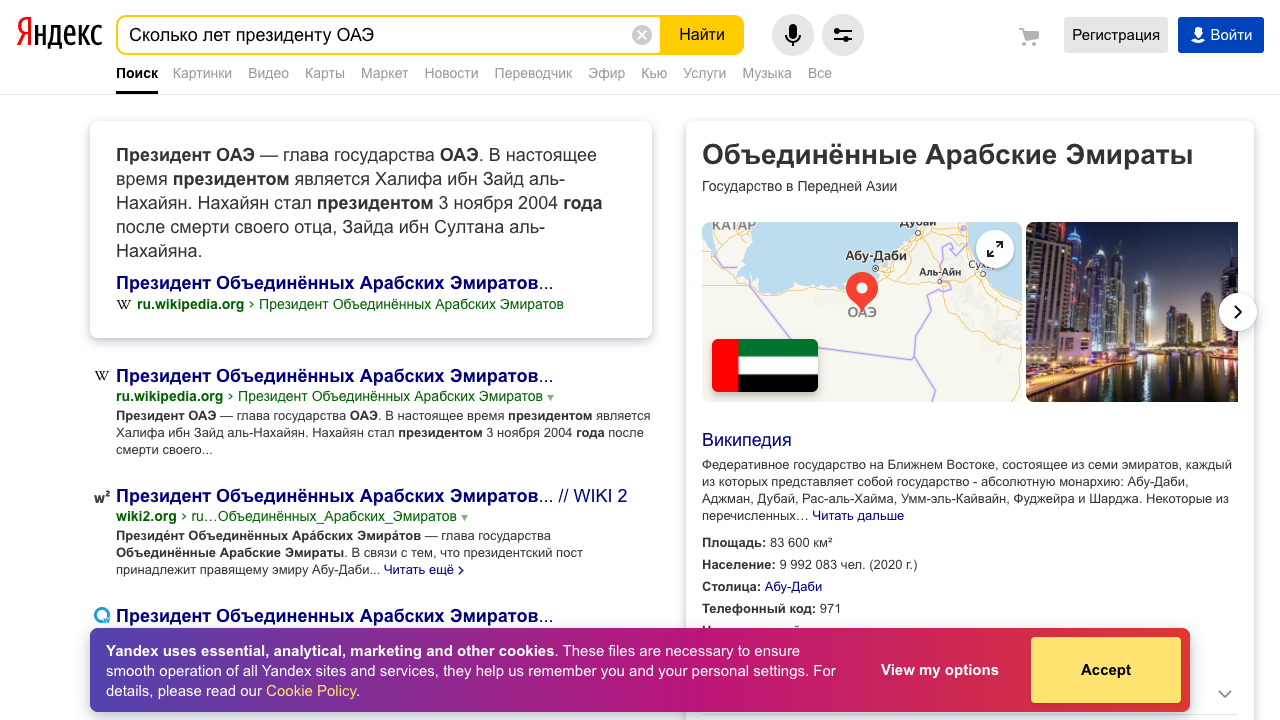 Яндекс
Сколько лет президенту ОАЭ
Найти
Регистрация
Войти
Поиск Картинки Видео Карты Маркет Новости Переводчик Эфир Кью Услуги Музыка Все
Президент ОАЭ — глава государства ОАЭ. В настоящее
время президентом является Халифа ибн Зайд аль-
Нахайян. Нахайян стал президентом 3 ноября 2004 года
после смерти своего отца, Зайда ибн Султана аль-
Нахайяна.
Президент Объединённых Арабских Эмиратов...
ru.wikipedia.org › Президент Объединённых Арабских Эмиратов
Президент Объединённых Арабских Эмиратов...
ru.wikipedia.org › Президент Объединённых Арабских Эмиратов
Президент ОАЭ — глава государства ОАЭ. В настоящее время президентом является
Халифа ибн Зайд аль-Нахайян. Нахайян стал президентом 3 ноября 2004 года после
смерти своего...
Президент Объединённых Арабских Эмиратов... // WIKI 2
wiki2.org › ru…Объединённых_Арабских_Эмиратов
Президе́нт Объединённых Ара́бских Эмира́тов — глава государства
Объединённые Арабские Эмираты. В связи с тем, что президентский пост
принадлежит правящему эмиру Абу-Даби... Читать ещё ›
Президент Объединенных Арабских Эмиратов...
Объединённые Арабские Эмираты
Государство в Передней Азии
КАТАР
Дубай
Абу-Даби
Аль-Айн
Сухар
ОАЭ
Википедия
Федеративное государство на Ближнем Востоке, состоящее из семи эмиратов, каждый
из которых представляет собой государство - абсолютную монархию: Абу-Даби,
Аджман, Дубай, Рас-аль-Хайма, Умм-эль-Кайвайн, Фуджейра и Шарджа. Некоторые из
перечисленных… Читать дальше
Площадь: 83 600 км²
Население: 9 992 083 чел. (2020 г.)
Столица: Абу-Даби
Телефонный код: 971
Yandex uses essential, analytical, marketing and other cookies. These files are necessary to ensure
smooth operation of all Yandex sites and services, they help us remember you and your personal settings. For
details, please read our Cookie Policy.
View my options
Accept